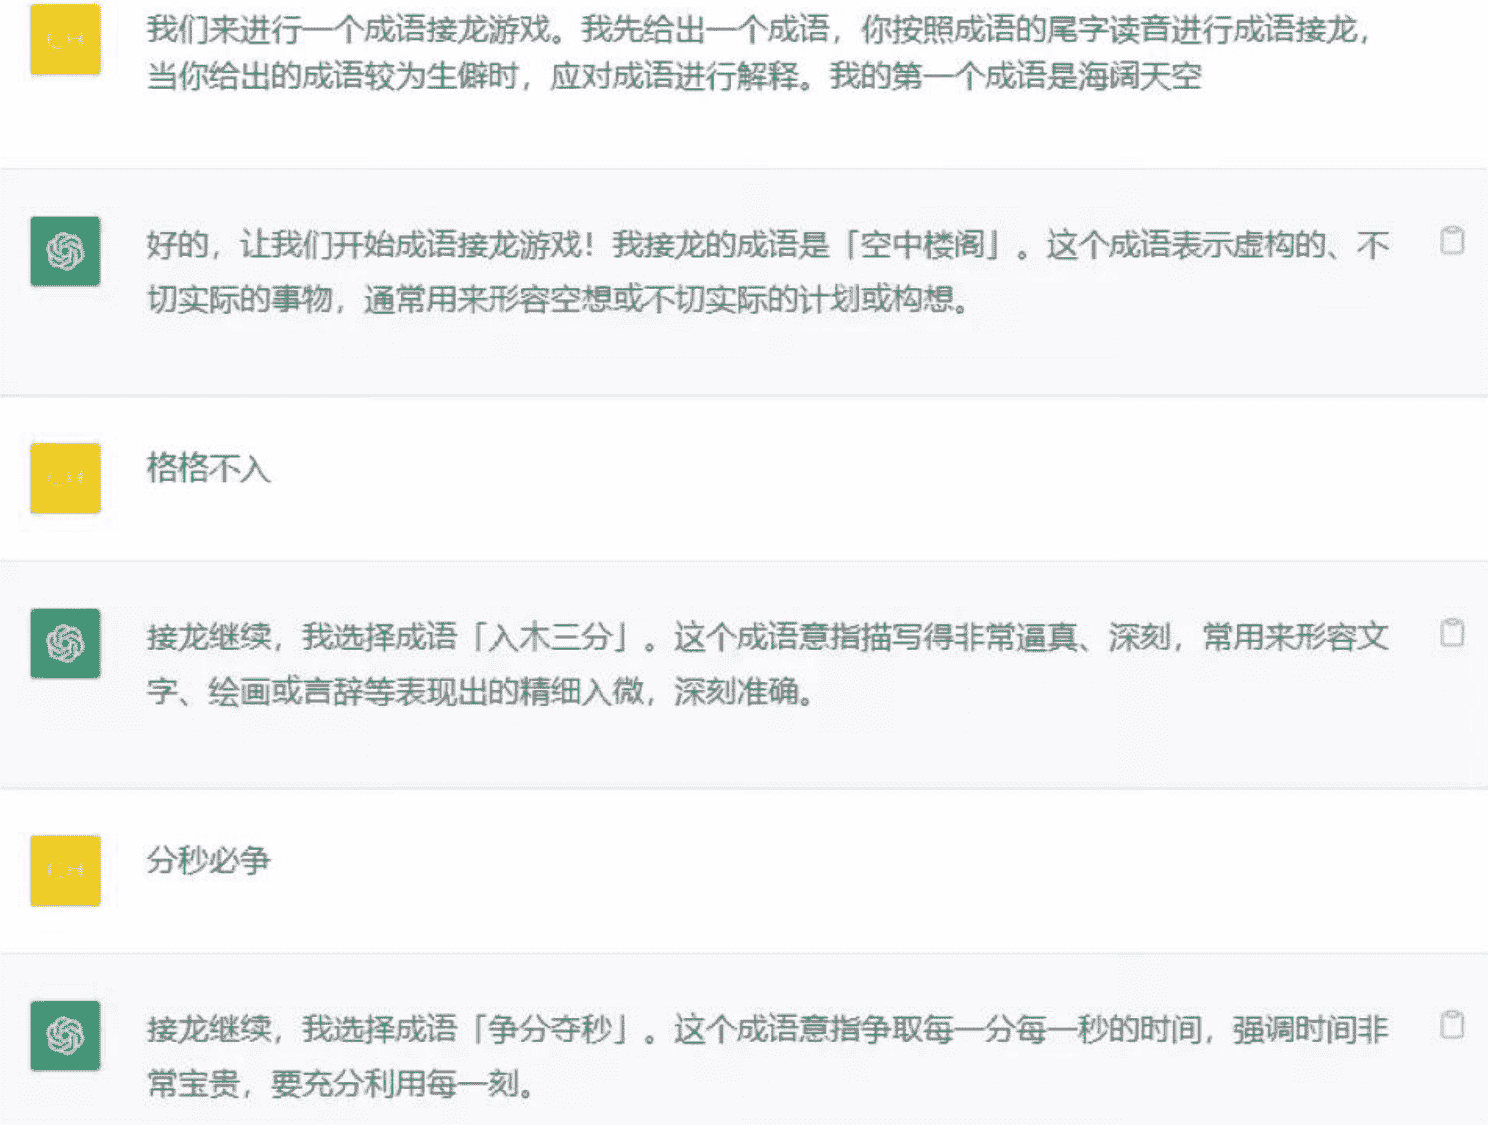 我们来进行一个成语接龙游戏。我先给出一个成语，你按照成语的尾字读音进行成语接龙，
当你给出的成语较为生僻时，应对成语进行解释。我的第一个成语是海阔天空
好的，让我们开始成语接龙游戏！我接龙的成语是「空中楼阁」。这个成语表示虚构的、不
切实际的事物，通常用来形容空想或不切实际的计划或构想。
格格不入
接龙继续，我选择成语「入木三分」。这个成语意指描写得非常逼真、深刻，常用来形容文
字、绘画或言辞等表现出的精细入微，深刻准确。
分秒必争
接龙继续，我选择成语「争分夺秒」。这个成语意指争取每一分每一秒的时间，强调时间非
常宝贵，要充分利用每一刻。